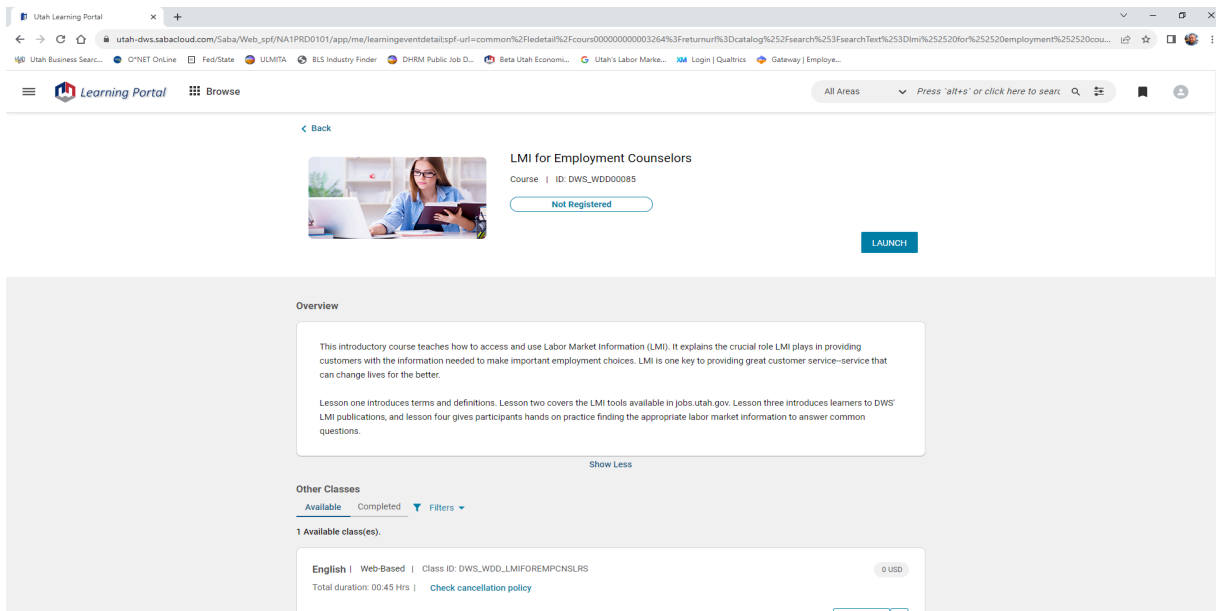 Utah Learning Portal
utah-dws.sabacloud.com/Saba/Web_spf/NA1PRD0101/app/me/learningeventdetail;spf-url=common%2Fledetail%2Fcours000000000003264%3Freturnurl%3Dcatalog%252Fsearch%253FsearchText%253Dlmi%252520for%252520employment%252520cou...
Utah Business Searc... O*NET OnLine Fed/State ULMITA BLS Industry Finder DHRM Public Job D... Beta Utah Economi... Utah's Labor Marke... XM Login | Qualtrics Gateway | Employe...
Learning Portal Browse All Areas Press `alt+s` or click here to searc
Back
LMI for Employment Counselors
Course | ID: DWS_WDD00085
Not Registered
LAUNCH
Overview
This introductory course teaches how to access and use Labor Market Information (LMI). It explains the crucial role LMI plays in providing
customers with the information needed to make important employment choices. LMI is one key to providing great customer service–service that
can change lives for the better.
Lesson one introduces terms and definitions. Lesson two covers the LMI tools available in jobs.utah.gov. Lesson three introduces learners to DWS'
LMI publications, and lesson four gives participants hands on practice finding the appropriate labor market information to answer common
questions.
Show Less
Other Classes
Available Completed Filters
1 Available class(es).
English | Web-Based | Class ID: DWS_WDD_LMIFOREMPCNSLRS 0 USD
Total duration: 00:45 Hrs | Check cancellation policy